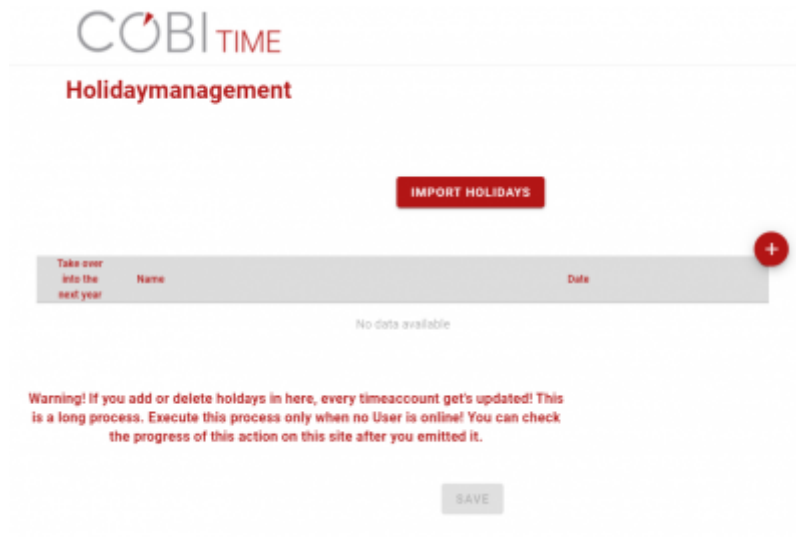 COBI TIME
Holidaymanagement
IMPORT HOLIDAYS
+
Take over
into the
next year
Name
Date
No data available
Warning! If you add or delete holdays in here, every timeaccount get's updated! This
is a long process. Execute this process only when no User is online! You can check
the progress of this action on this site after you emitted it.
SAVE